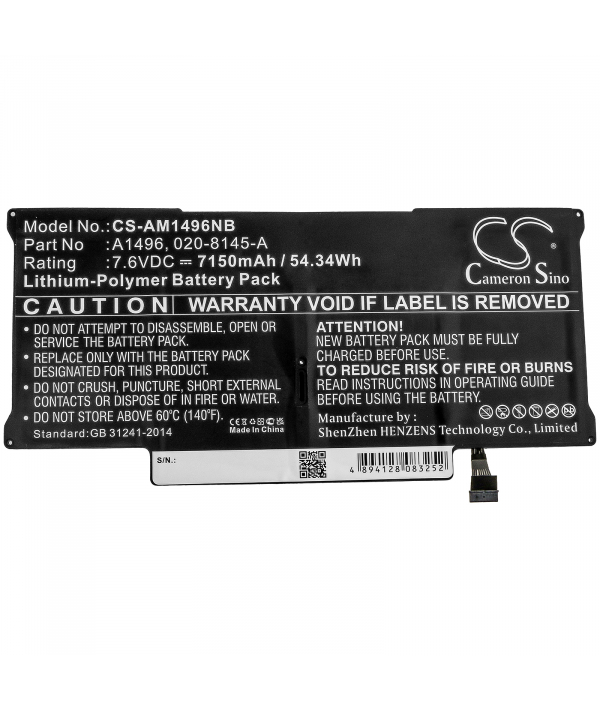 Model No.: CS-AM1496NB
Part No : A1496, 020-8145-A
Rating : 7.6VDC ⎓ 7150mAh / 54.34Wh
Lithium-Polymer Battery Pack
CS
Cameron Sino
CAUTION
WARRANTY VOID IF LABEL IS REMOVED
• DO NOT ATTEMPT TO DISASSEMBLE, OR SERVICE
THE BATTERY PACK.
• REPLACE ONLY WITH THE BATTERY PACK
DESIGNATED FOR THIS PRODUCT.
• DO NOT CRUSH, PUNCTURE, SHORT EXTERNAL
CONTACTS OR DISPOSE OF IN FIRE OR WATER.
• DO NOT STORE ABOVE 60°C (140°F).
Standard:GB 31241-2014
CE
Made In China
ATTENTION:
NEW BATTERY PACK MUST BE FULLY
CHARGED BEFORE USE.
TO REDUCE RISK OF FIRE OR BURNS
READ INSTRUCTIONS IN OPERATING GUIDE BEFORE
USING THE BATTERY.
Manufacture by :
ShenZhen HENZENS Technology Co., Limited
S/N.:
4 894128 083252